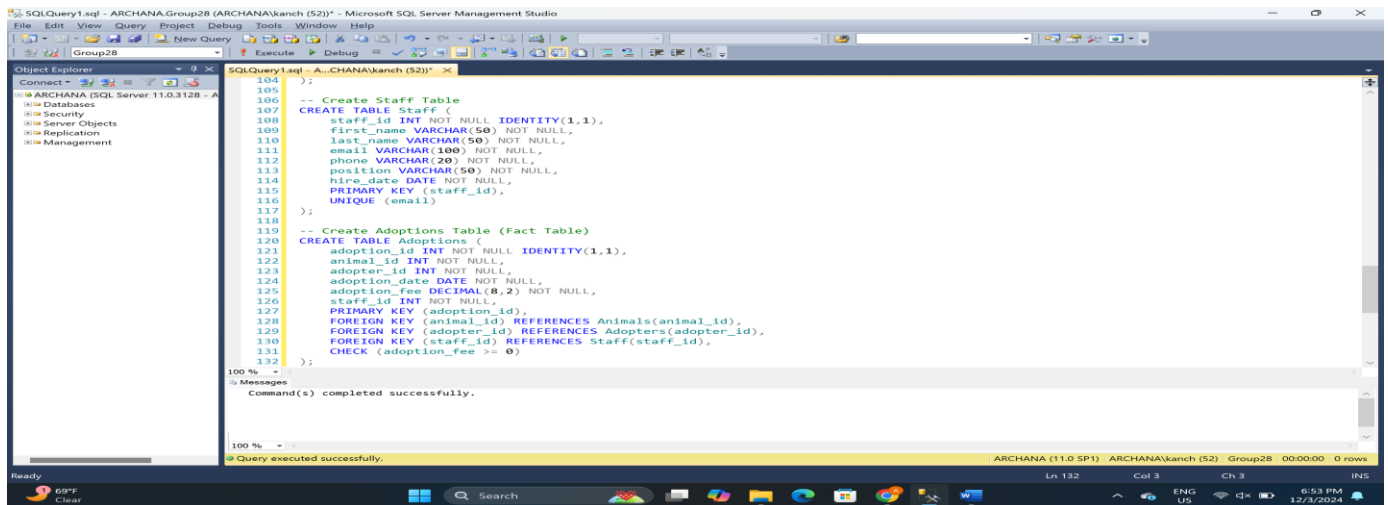 SQLQuery1.sql - ARCHANA.Group28 (ARCHANA\kanch (52))* - Microsoft SQL Server Management Studio
File Edit View Query Project Debug Tools Window Help
New Query
Group28 Execute Debug
Object Explorer
SQLQuery1.sql - A...CHANA\kanch (52))*
Connect
ARCHANA (SQL Server 11.0.3128 - A
Databases
Security
Server Objects
Replication
Management
104 );
105
106 -- Create Staff Table
107 CREATE TABLE Staff (
108 staff_id INT NOT NULL IDENTITY(1,1),
109 first_name VARCHAR(50) NOT NULL,
110 last_name VARCHAR(50) NOT NULL,
111 email VARCHAR(100) NOT NULL,
112 phone VARCHAR(20) NOT NULL,
113 position VARCHAR(50) NOT NULL,
114 hire_date DATE NOT NULL,
115 PRIMARY KEY (staff_id),
116 UNIQUE (email)
117 );
118
119 -- Create Adoptions Table (Fact Table)
120 CREATE TABLE Adoptions (
121 adoption_id INT NOT NULL IDENTITY(1,1),
122 animal_id INT NOT NULL,
123 adopter_id INT NOT NULL,
124 adoption_date DATE NOT NULL,
125 adoption_fee DECIMAL(8,2) NOT NULL,
126 staff_id INT NOT NULL,
127 PRIMARY KEY (adoption_id),
128 FOREIGN KEY (animal_id) REFERENCES Animals(animal_id),
129 FOREIGN KEY (adopter_id) REFERENCES Adopters(adopter_id),
130 FOREIGN KEY (staff_id) REFERENCES Staff(staff_id),
131 CHECK (adoption_fee >= 0)
132 );
100 %
Messages
Command(s) completed successfully.
100 %
Query executed successfully. ARCHANA (11.0 SP1) ARCHANA\kanch (52) Group28 00:00:00 0 rows
Ready Ln 132 Col 3 Ch 3 INS
1 69°F Search ENG 6:53 PM
Clear US 12/3/2024